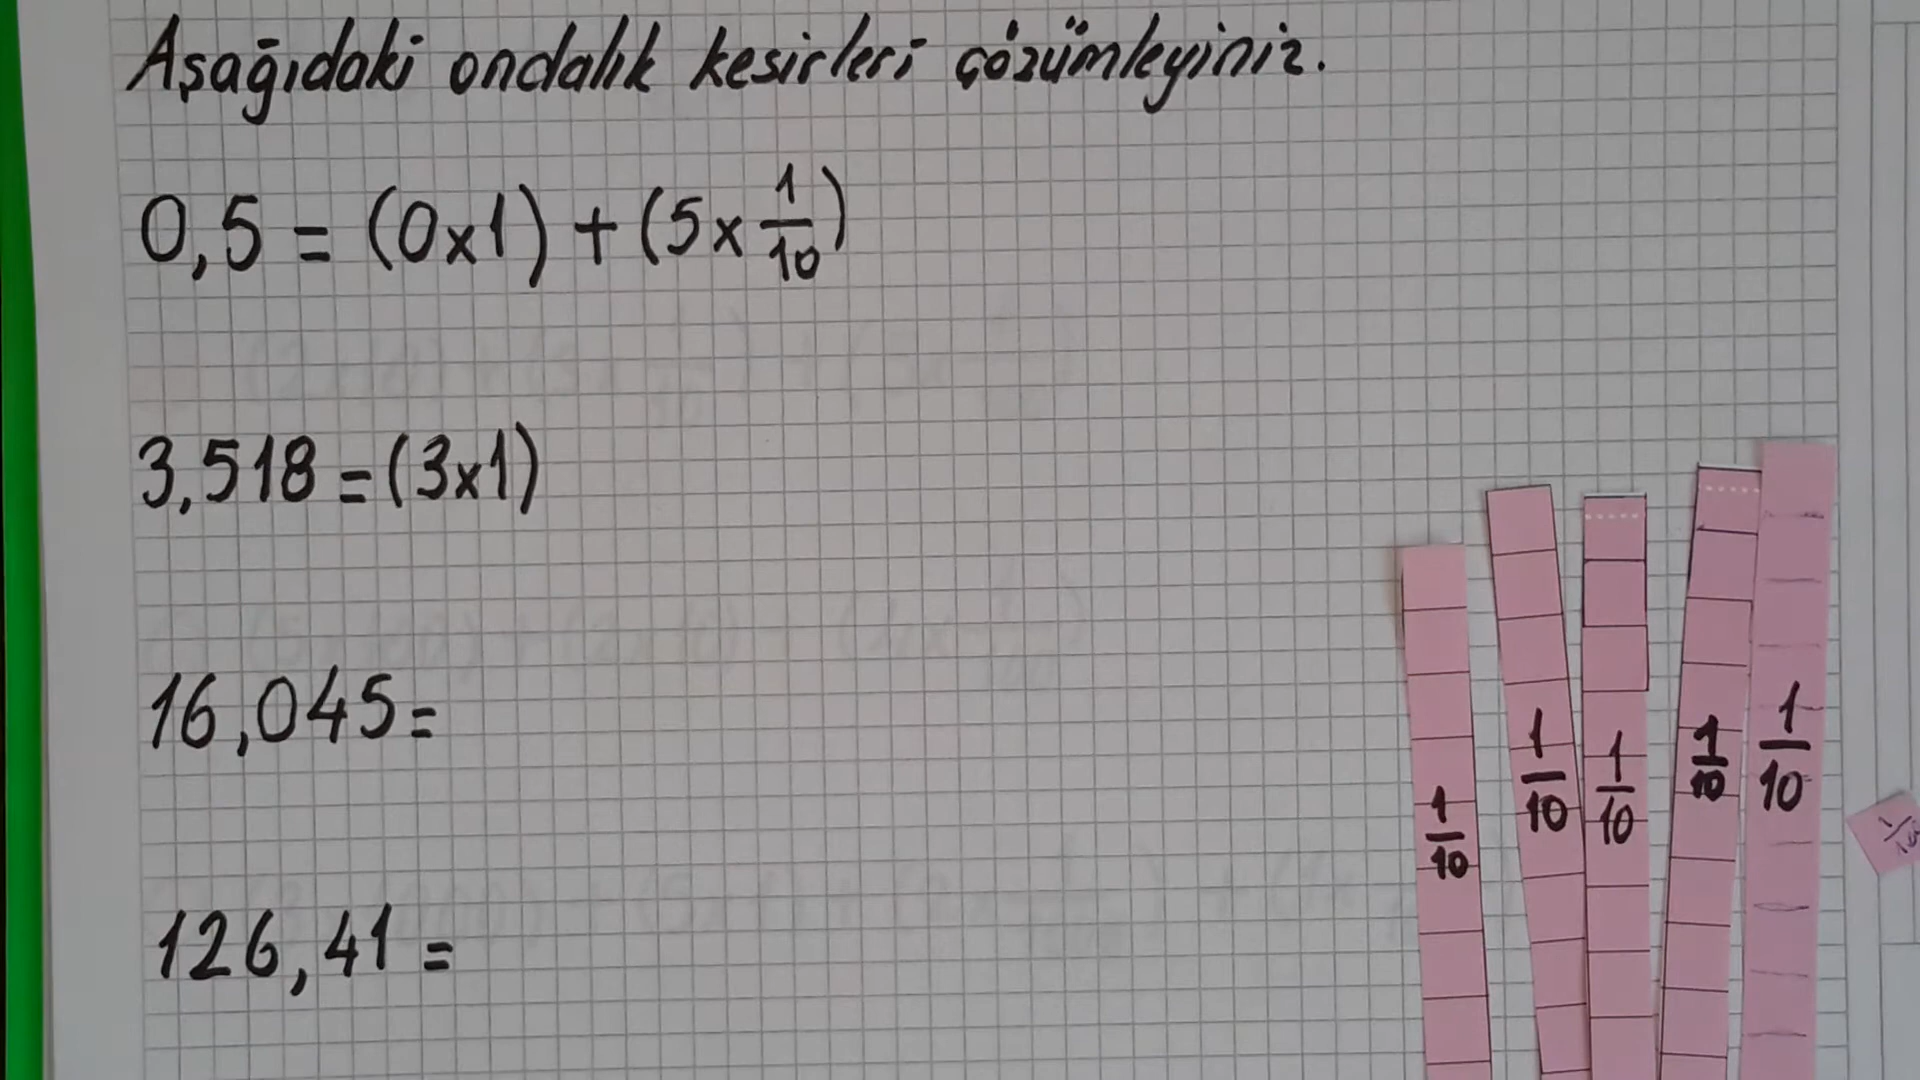 Aşağıdaki ondalık kesirleri çözümleyiniz.
0,5 = (0x1) + (5x 1/10)
3,518 = (3x1)
16,045 =
126,41 =
1/10
1/10
1/10
1/10
1/10